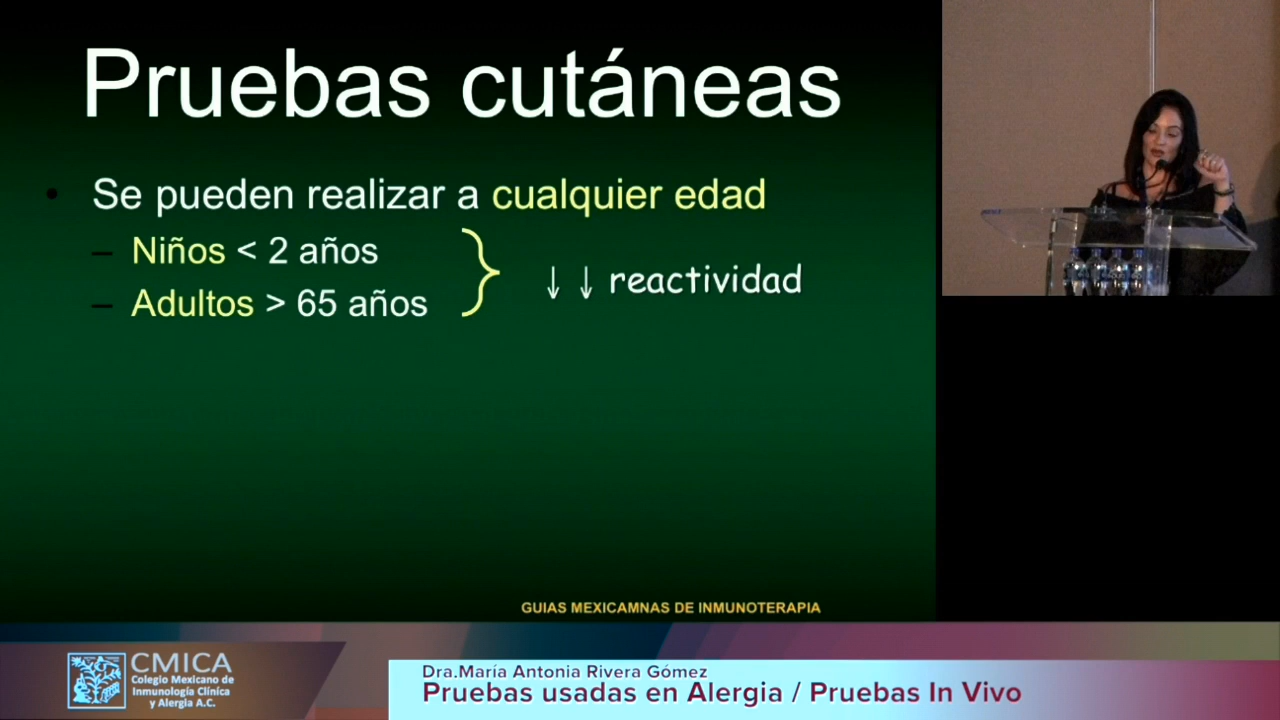 Pruebas cutáneas
• Se pueden realizar a cualquier edad
– Niños < 2 años
– Adultos > 65 años
↓ ↓ reactividad
GUIAS MEXICAMNAS DE INMUNOTERAPIA
CMICA
Colegio Mexicano de
Inmunología Clínica
y Alergia A.C.
Dra.María Antonia Rivera Gómez
Pruebas usadas en Alergia / Pruebas In Vivo